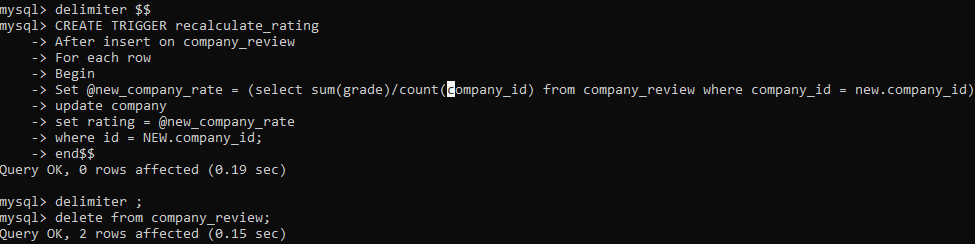 mysql> delimiter $$
mysql> CREATE TRIGGER recalculate_rating
    -> After insert on company_review
    -> For each row
    -> Begin
    -> Set @new_company_rate = (select sum(grade)/count(company_id) from company_review where company_id = new.company_id)
    -> update company
    -> set rating = @new_company_rate
    -> where id = NEW.company_id;
    -> end$$
Query OK, 0 rows affected (0.19 sec)

mysql> delimiter ;
mysql> delete from company_review;
Query OK, 2 rows affected (0.15 sec)